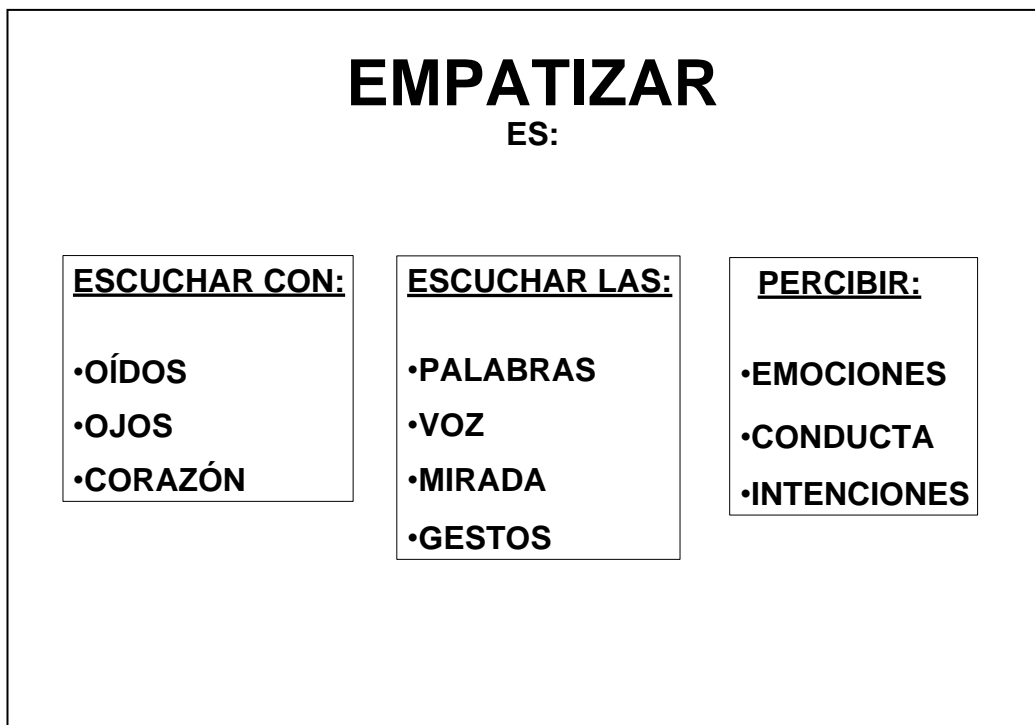 EMPATIZAR
ES:
ESCUCHAR CON:
•OÍDOS
•OJOS
•CORAZÓN
ESCUCHAR LAS:
•PALABRAS
•VOZ
•MIRADA
•GESTOS
PERCIBIR:
•EMOCIONES
•CONDUCTA
•INTENCIONES